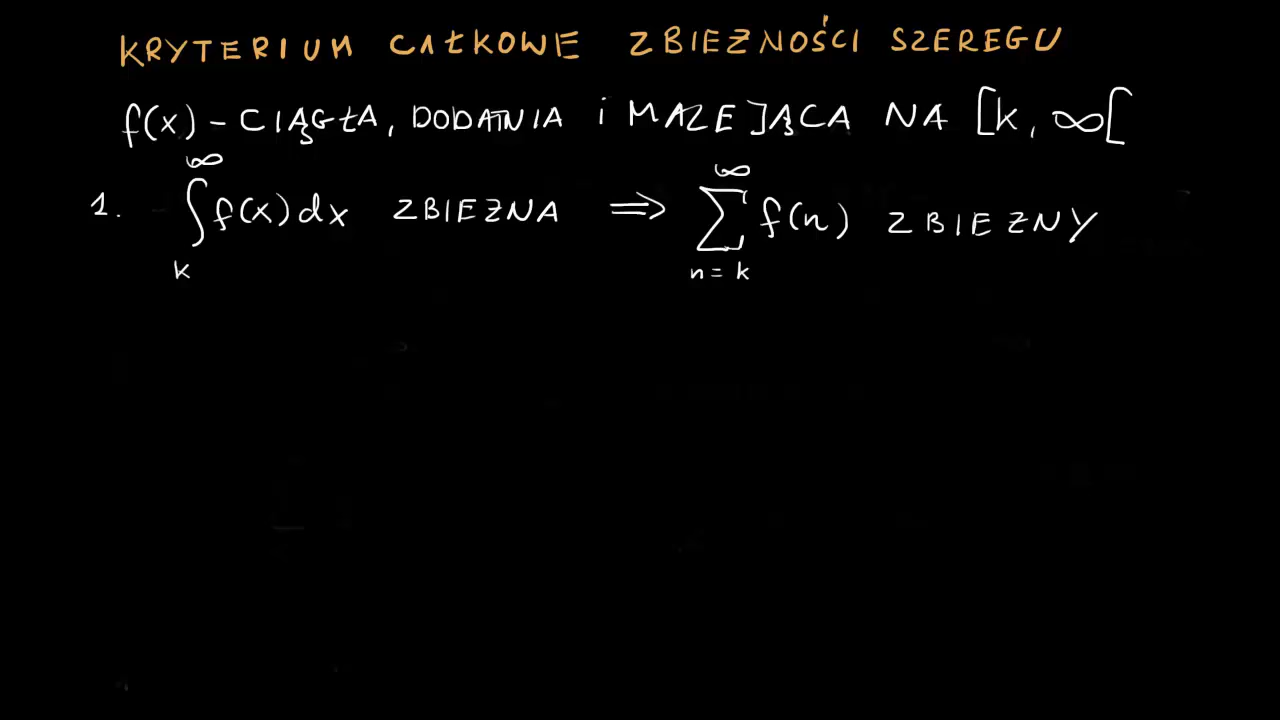 KRYTERIUM CAŁKOWE ZBIEŻNOŚCI SZEREGU
f(x) - CIĄGŁA, DODATNIA i MALEJĄCA NA [k, ∞[
1. ∫_k^∞ f(x) dx ZBIEŻNA ⟹ ∑_{n=k}^∞ f(n) ZBIEŻNY